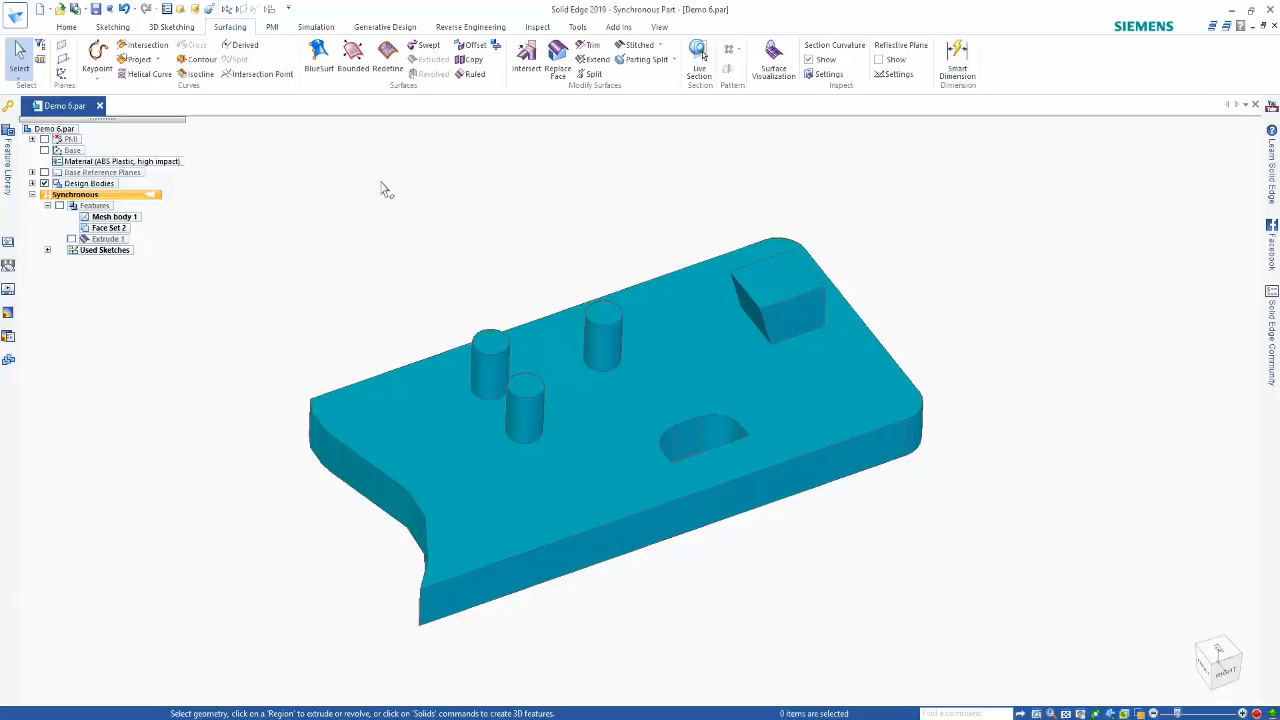 Solid Edge 2019 - Synchronous Part - [Demo 6.par]
Home Sketching 3D Sketching Surfacing PMI Simulation Generative Design Reverse Engineering Inspect Tools Add Ins View
SIEMENS
Select
Select
Planes
Keypoint
Intersection Cross Derived
Project Contour Split
Helical Curve Isocline Intersection Point
Curves
BlueSurf Bounded Redefine
Swept Offset
Extruded Copy
Revolved Ruled
Surfaces
Intersect Replace Face
Trim Stitched
Extend Parting Split
Split
Modify Surfaces
Live Section
Section
Pattern
Surface Visualization
Section Curvature
Show
Settings
Inspect
Reflective Plane
Show
Settings
Smart Dimension
Dimension
Demo 6.par
Demo 6.par
PMI
Base
Material (ABS Plastic, high impact)
Base Reference Planes
Design Bodies
Synchronous
Features
Mesh body 1
Face Set 2
Extrude 1
Used Sketches
Feature Library
You
Learn Solid Edge
Facebook
Solid Edge Community
TOP
RIGHT
Select geometry, click on a 'Region' to extrude or revolve, or click on 'Solids' commands to create 3D features.
0 items are selected
Find a command